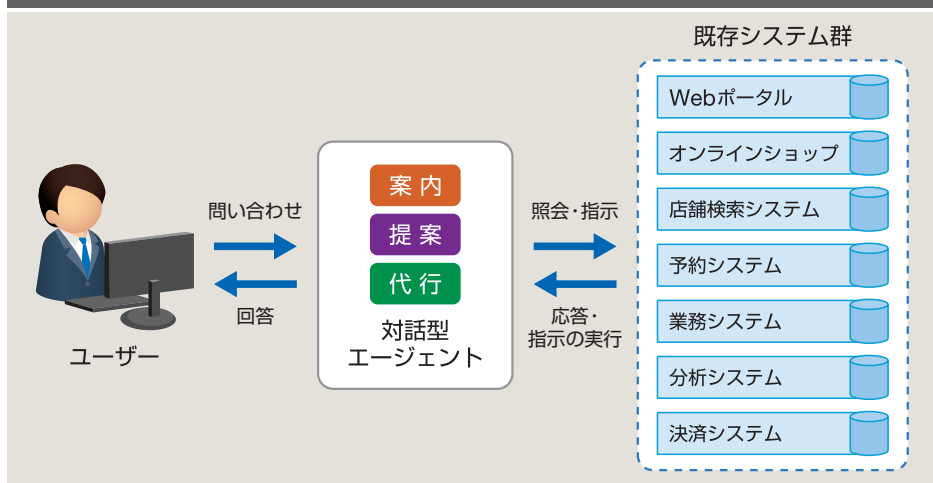 既存システム群
Webポータル
オンラインショップ
店舗検索システム
予約システム
業務システム
分析システム
決済システム
案内
提案
代行
対話型
エージェント
問い合わせ
回答
照会・指示
応答・
指示の実行
ユーザー